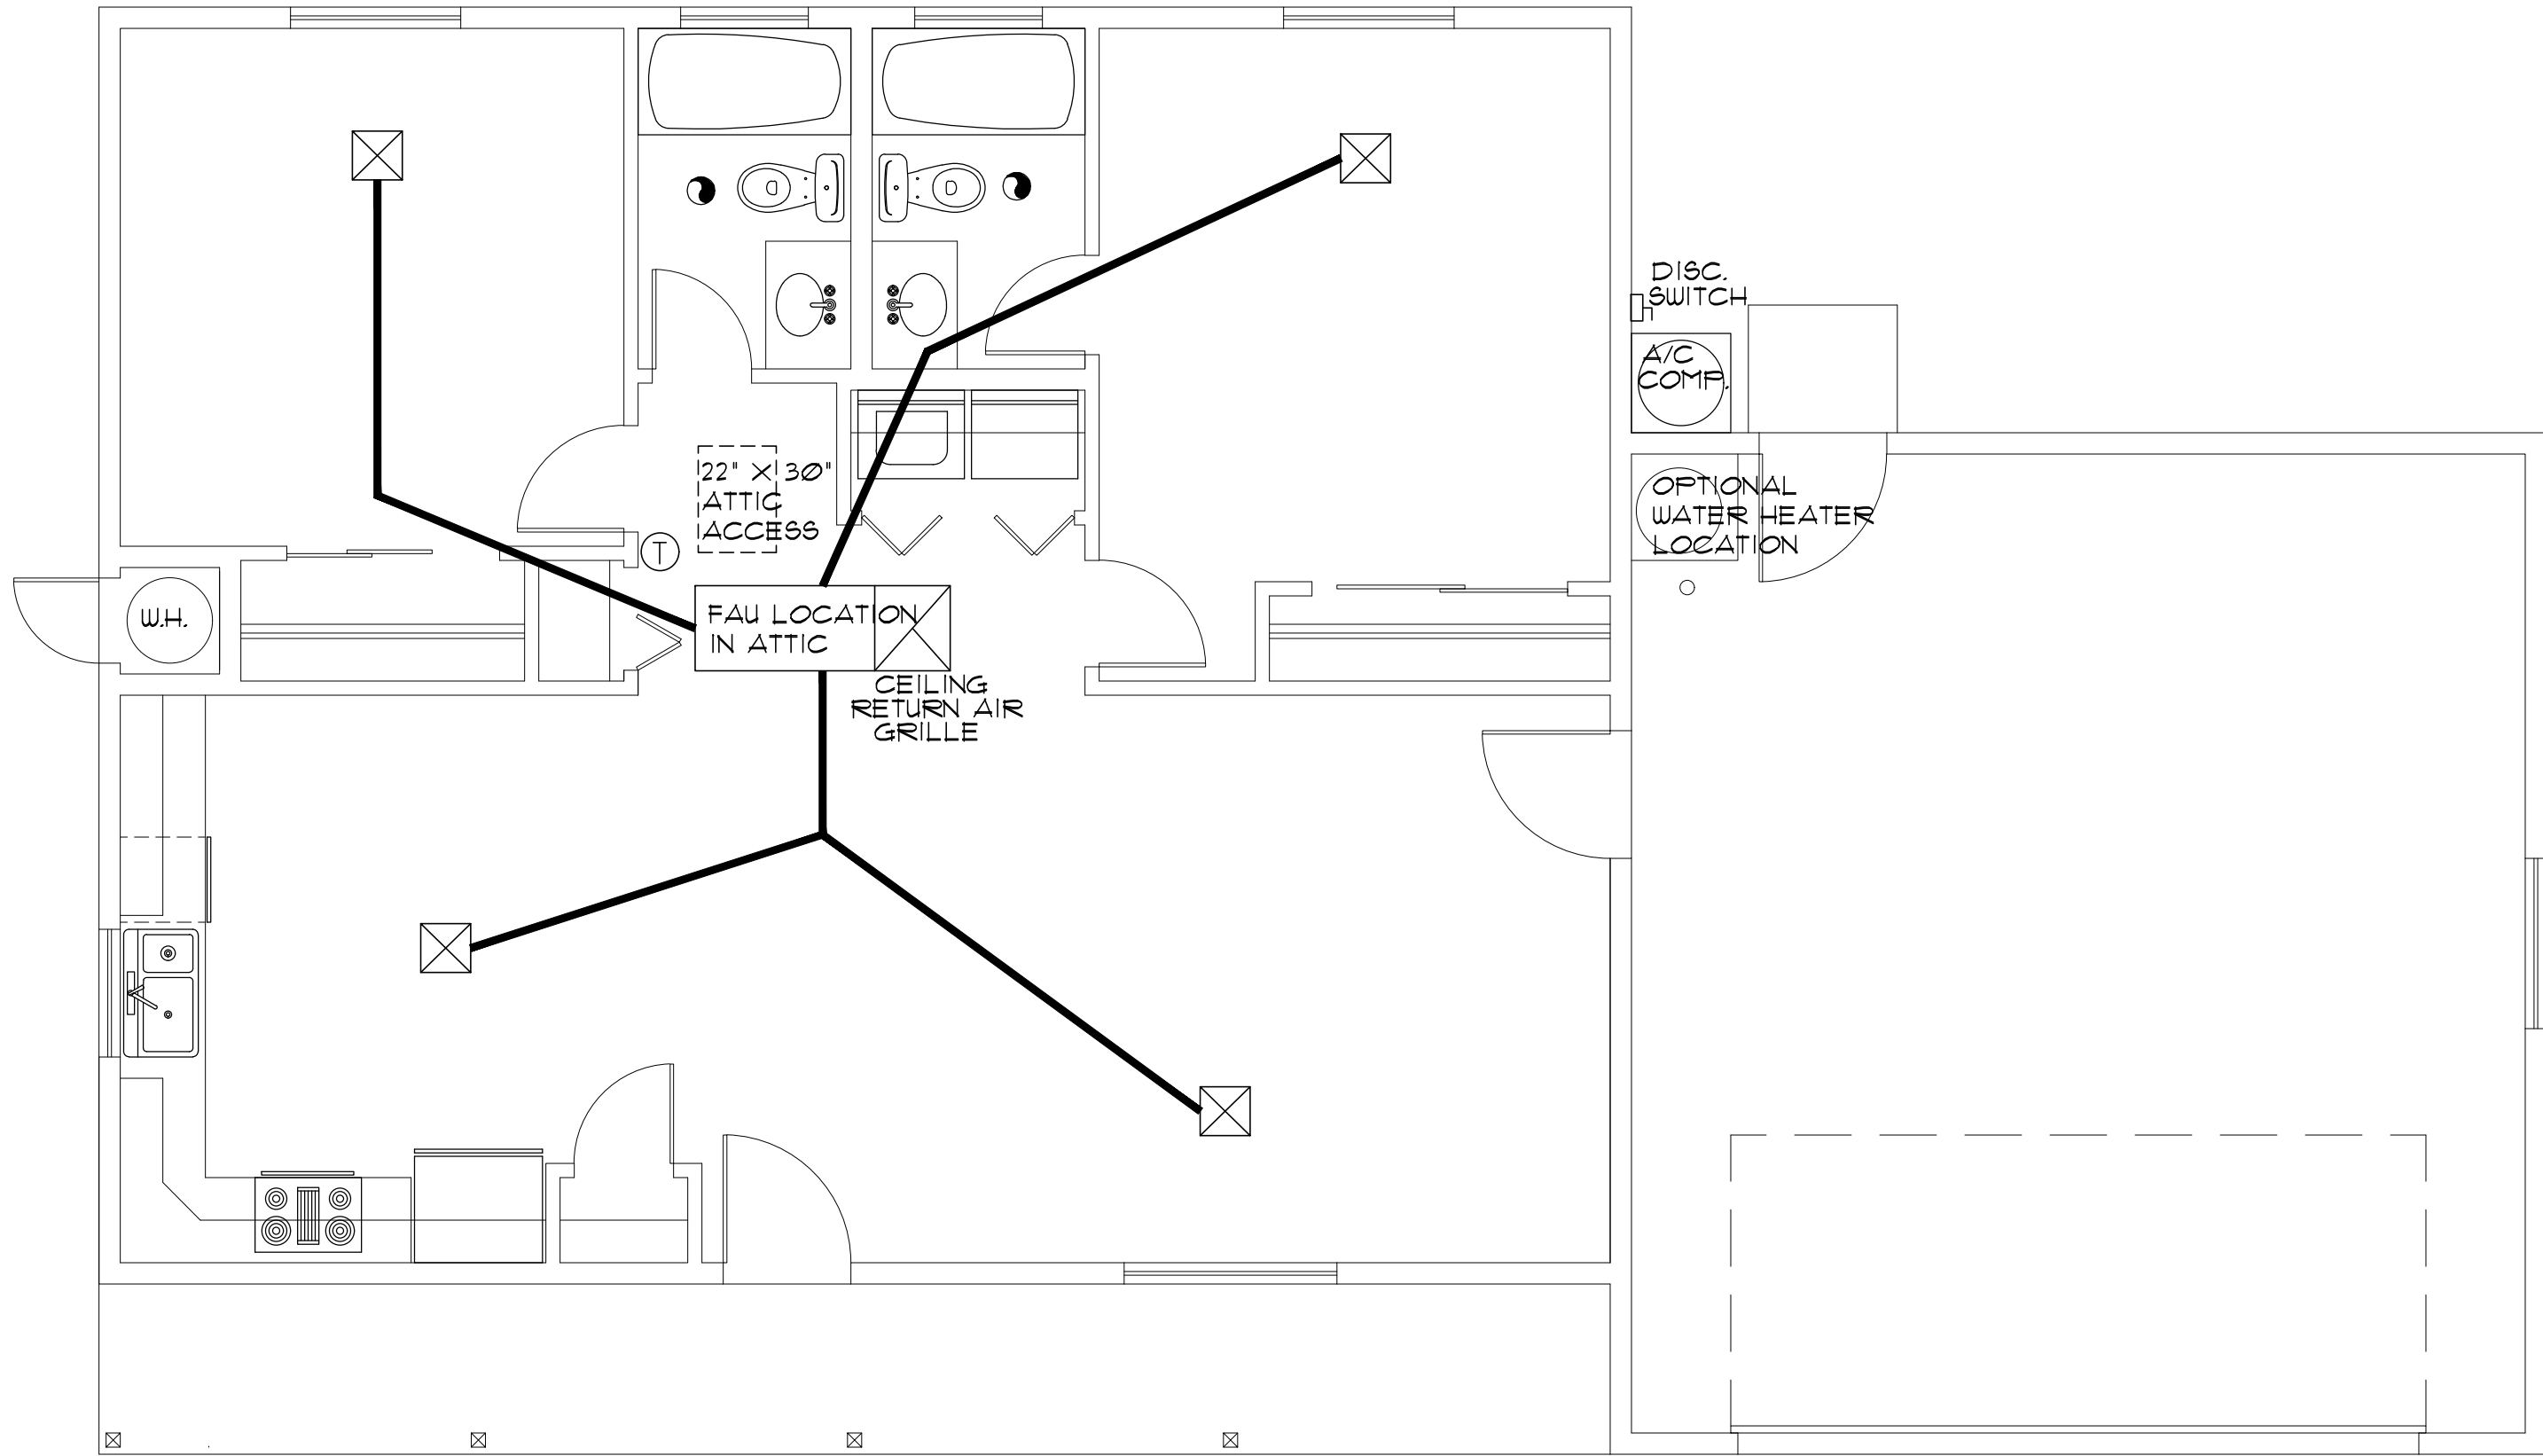 DISC.
SWITCH
A/C
COMP.
22" X 30"
ATTIC
ACCESS
OPTIONAL
WATER HEATER
LOCATION
T
W.H.
FAU LOCATION
IN ATTIC
CEILING
RETURN AIR
GRILLE